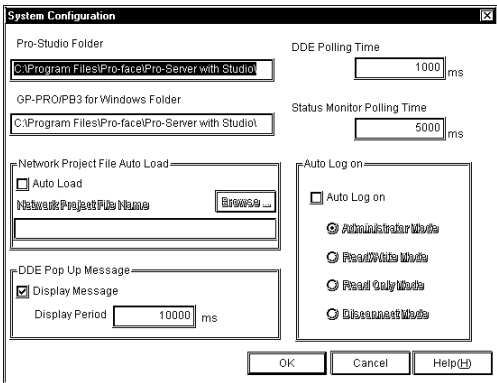 System Configuration
Pro-Studio Folder
C:\Program Files\Pro-face\Pro-Server with Studio\
GP-PRO/PB3 for Windows Folder
C:\Program Files\Pro-face\Pro-Server with Studio\
DDE Polling Time
1000 ms
Status Monitor Polling Time
5000 ms
Network Project File Auto Load
Auto Load
Network Project File Name
Browse ...
DDE Pop Up Message
Display Message
Display Period 10000 ms
Auto Log on
Auto Log on
Administrator Mode
Read/Write Mode
Read Only Mode
Disconnect Mode
OK Cancel Help(H)